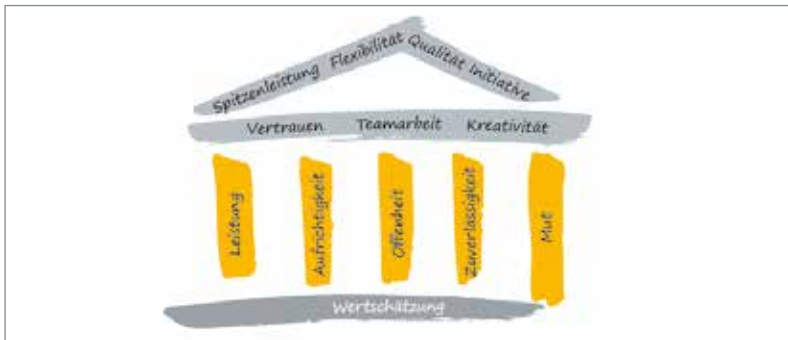 Spitzenleistung Flexibilität Qualität Initiative
Vertrauen Teamarbeit Kreativität
Leistung
Aufrichtigkeit
Offenheit
Zuverlässigkeit
Mut
Wertschätzung